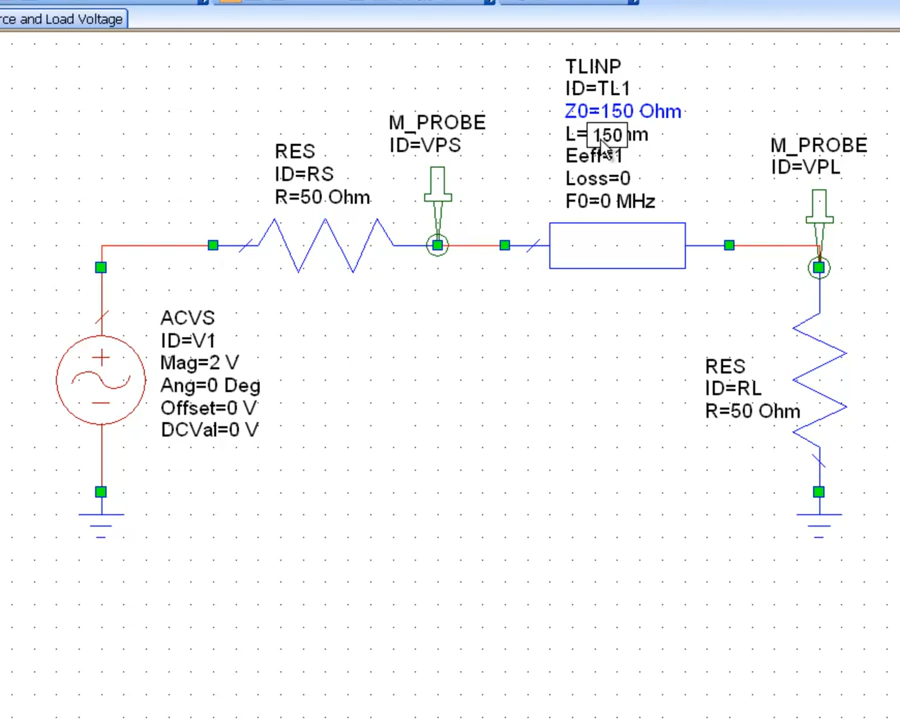 rce and Load Voltage
TLINP
ID=TL1
Z0=150 Ohm
L= 150
Loss=0
F0=0 MHz
M_PROBE
ID=VPS
M_PROBE
ID=VPL
RES
ID=RS
R=50 Ohm
ACVS
ID=V1
Mag=2 V
Ang=0 Deg
Offset=0 V
DCVal=0 V
RES
ID=RL
R=50 Ohm